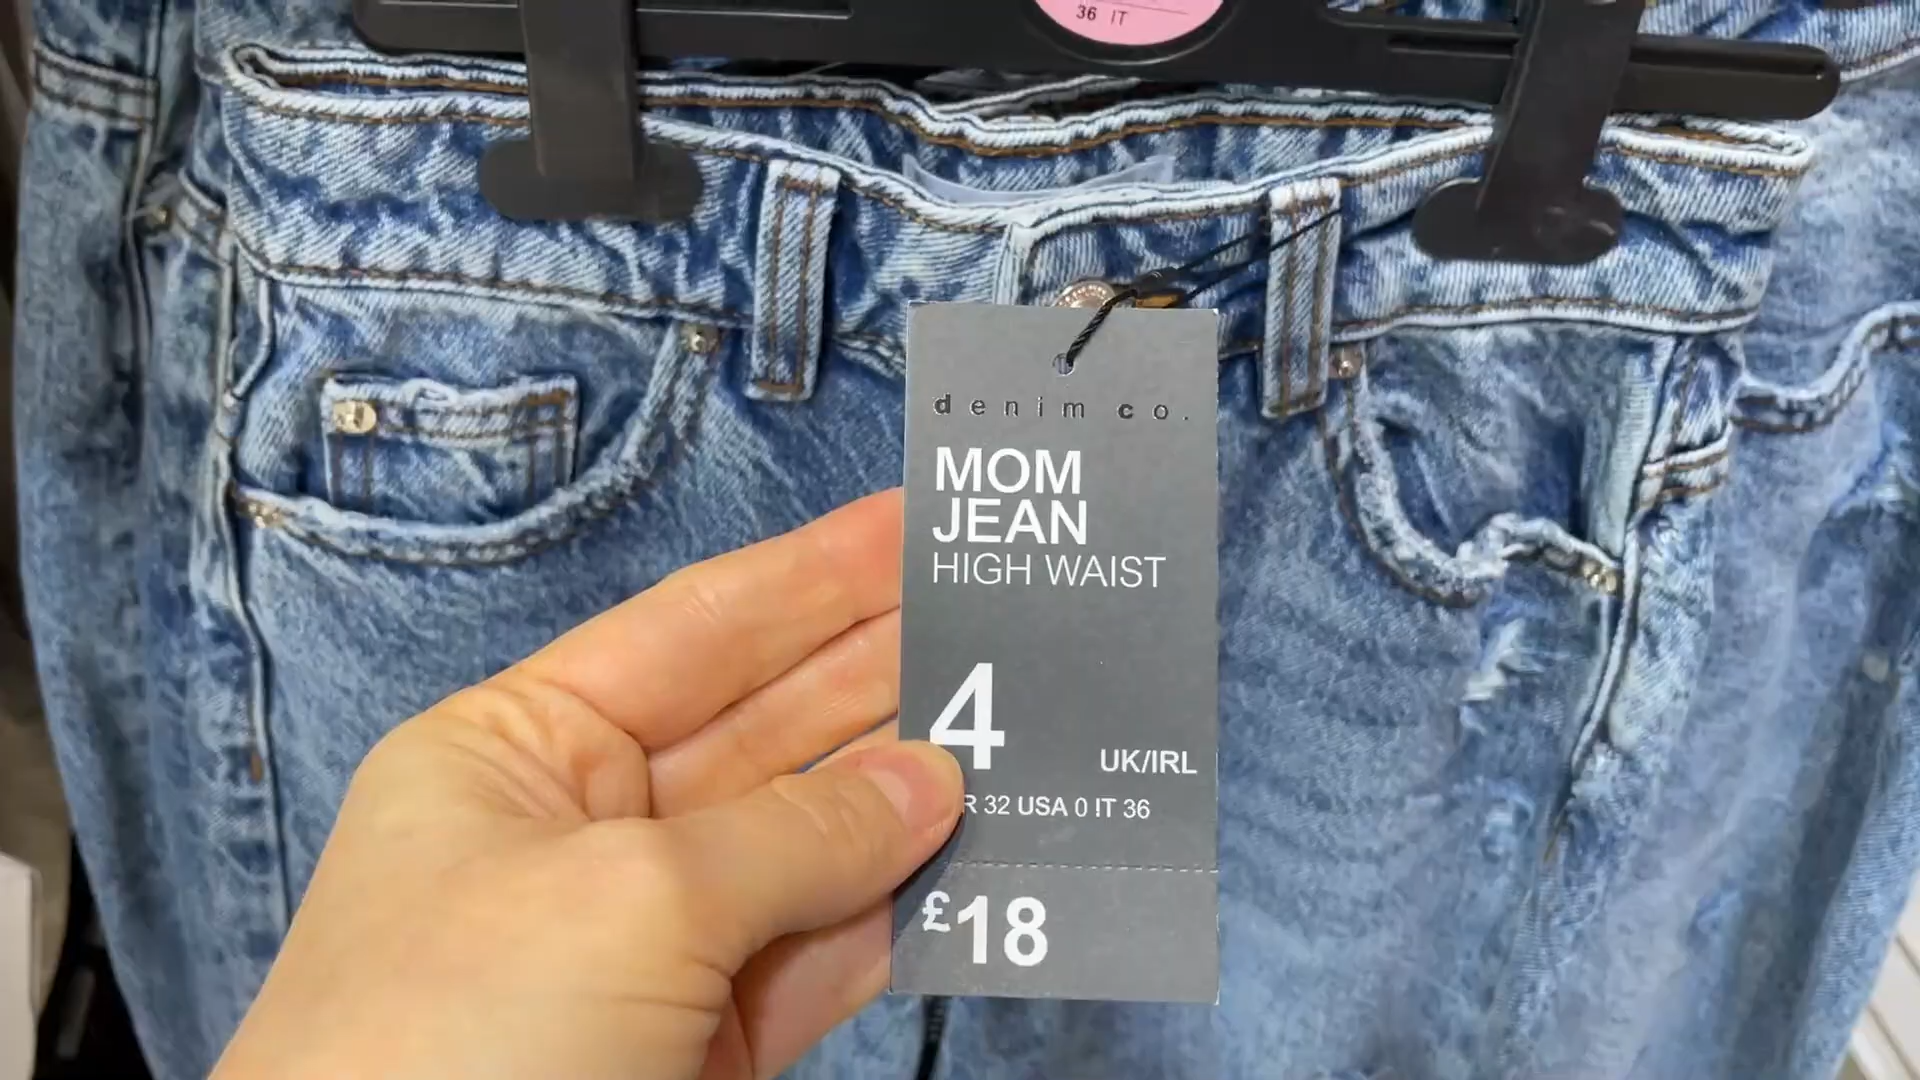 36 IT
denim co.
MOM
JEAN
HIGH WAIST
4 UK/IRL
R 32 USA 0 IT 36
£18